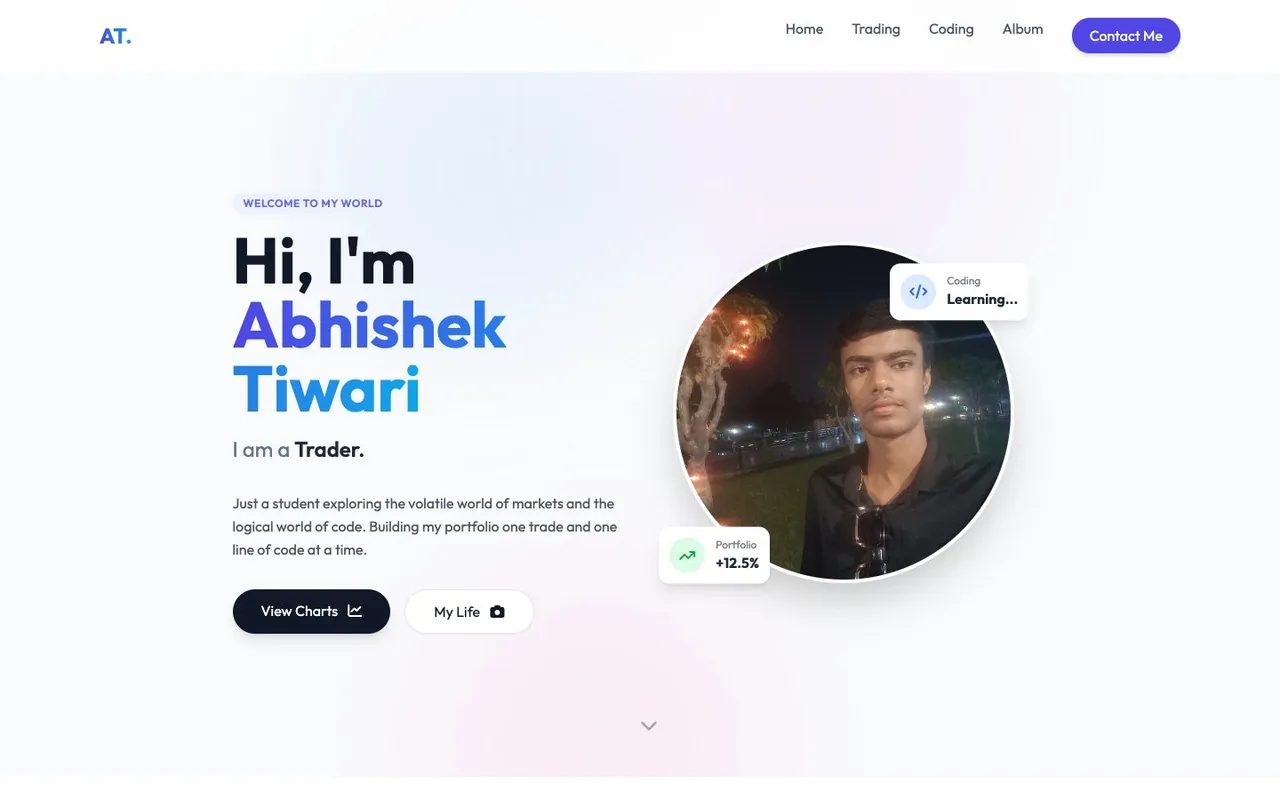 AT.
Home
Trading
Coding
Album
Contact Me
WELCOME TO MY WORLD
Hi, I'm
Abhishek
Tiwari
I am a Trader.
Just a student exploring the volatile world of markets and the
logical world of code. Building my portfolio one trade and one
line of code at a time.
View Charts
My Life
Coding
Learning...
Portfolio
+12.5%